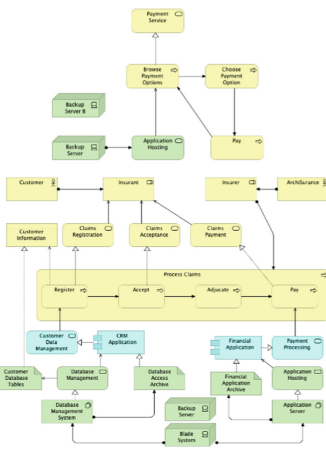 Payment
Service
Browse
Payment
Options
Choose
Payment
Option
Backup
Server B
Backup
Server
Application
Hosting
Pay
Customer
Insurant
Insurer
ArchiSurance
Customer
Information
Claims
Registration
Claims
Acceptance
Claims
Payment
Process Claims
Register
Accept
Adjucate
Pay
Customer
Data
Management
CRM
Application
Financial
Application
Payment
Processing
Customer
Database
Tables
Database
Management
Database
Access
Archive
Financial
Application
Archive
Application
Hosting
Database
Management
System
Backup
Server
Application
Server
Blade
System